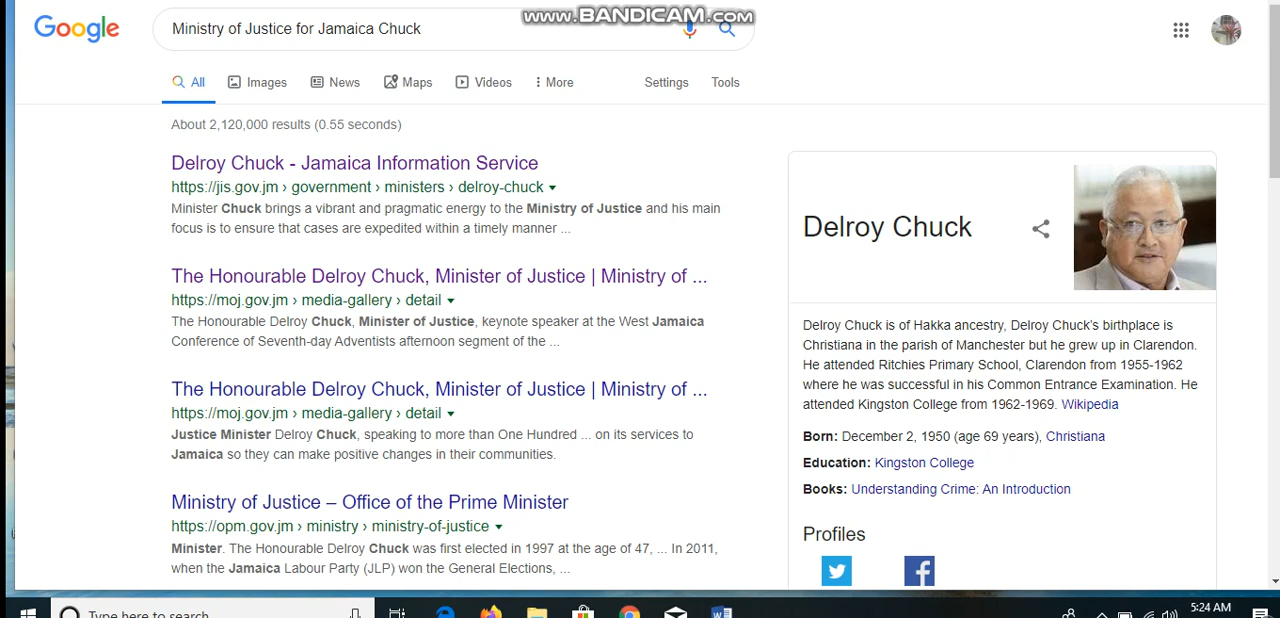 www.BANDICAM.com
Google
Ministry of Justice for Jamaica Chuck
All Images News Maps Videos More Settings Tools
About 2,120,000 results (0.55 seconds)
Delroy Chuck - Jamaica Information Service
https://jis.gov.jm › government › ministers › delroy-chuck
Minister Chuck brings a vibrant and pragmatic energy to the Ministry of Justice and his main
focus is to ensure that cases are expedited within a timely manner ...
The Honourable Delroy Chuck, Minister of Justice | Ministry of ...
https://moj.gov.jm › media-gallery › detail
The Honourable Delroy Chuck, Minister of Justice, keynote speaker at the West Jamaica
Conference of Seventh-day Adventists afternoon segment of the ...
The Honourable Delroy Chuck, Minister of Justice | Ministry of ...
https://moj.gov.jm › media-gallery › detail
Justice Minister Delroy Chuck, speaking to more than One Hundred ... on its services to
Jamaica so they can make positive changes in their communities.
Ministry of Justice – Office of the Prime Minister
https://opm.gov.jm › ministry › ministry-of-justice
Minister. The Honourable Delroy Chuck was first elected in 1997 at the age of 47, ... In 2011,
when the Jamaica Labour Party (JLP) won the General Elections, ...
Delroy Chuck
Delroy Chuck is of Hakka ancestry, Delroy Chuck's birthplace is
Christiana in the parish of Manchester but he grew up in Clarendon.
He attended Ritchies Primary School, Clarendon from 1955-1962
where he was successful in his Common Entrance Examination. He
attended Kingston College from 1962-1969. Wikipedia
Born: December 2, 1950 (age 69 years), Christiana
Education: Kingston College
Books: Understanding Crime: An Introduction
Profiles
Type here to search
5:24 AM